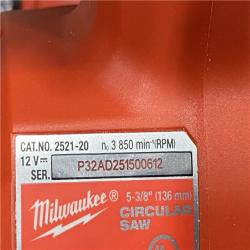 CAT.NO. 2521-20 n₀ 3 850 min⁻¹(RPM)
12 V⎓
SER. P32AD251500612
Milwaukee®
5-3/8" (136 mm)
CIRCULAR
SAW